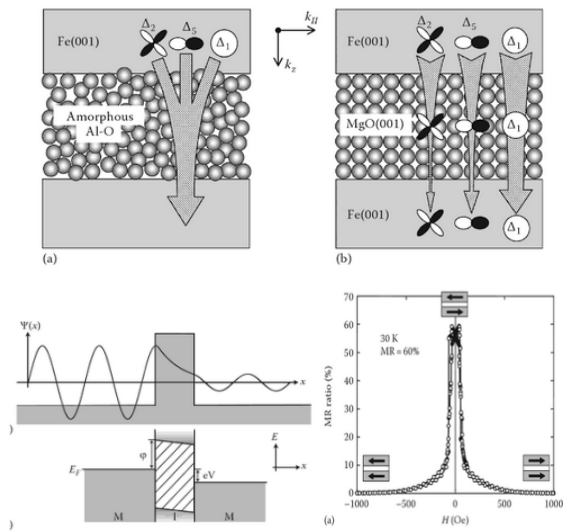 Δ₂ Δ₅ Δ₁
Fe(001)
Amorphous
Al-O
(a)
k//
kz
Δ₂ Δ₅ Δ₁
Fe(001)
MgO(001)
Δ₁
Fe(001)
Δ₁
(b)
Ψ(x)
x
)
φ
E
x
E_F
eV
M I M
)
MR ratio (%)
70
60
50
40
30
20
10
0
30 K
MR = 60%
-1000 -500 0 500 1000
(a)
H (Oe)